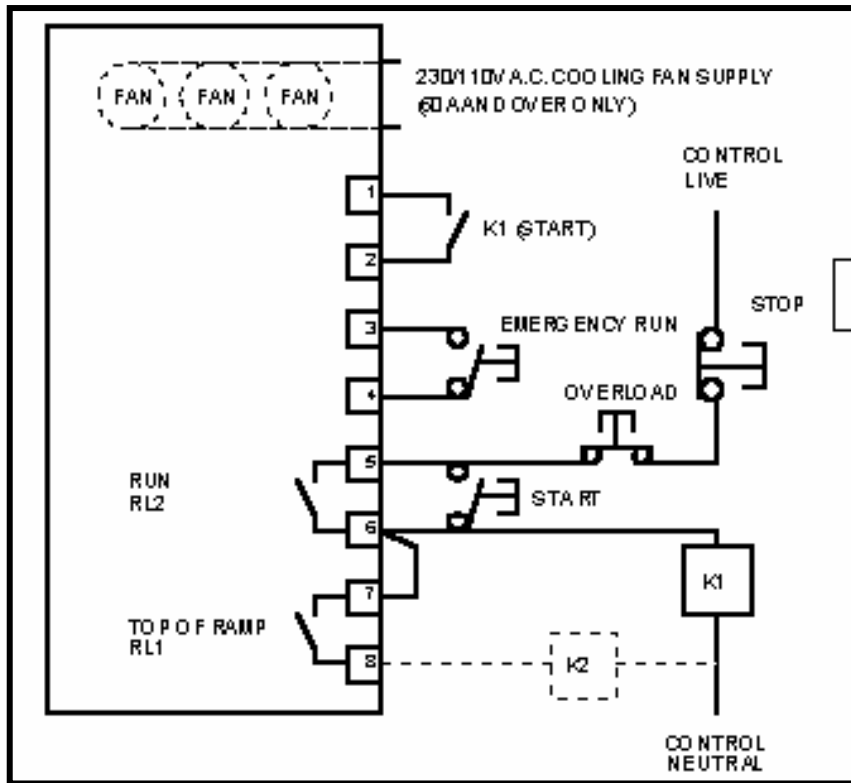 FAN FAN FAN
230/110V A.C. COOLING FAN SUPPLY
(60A AND OVER ONLY)
CONTROL
LIVE
1
K1 (START)
2
STOP
3
EMERGENCY RUN
4
OVERLOAD
5
RUN
RL2
START
6
K1
7
TOP OF RAMP
RL1
8
K2
CONTROL
NEUTRAL